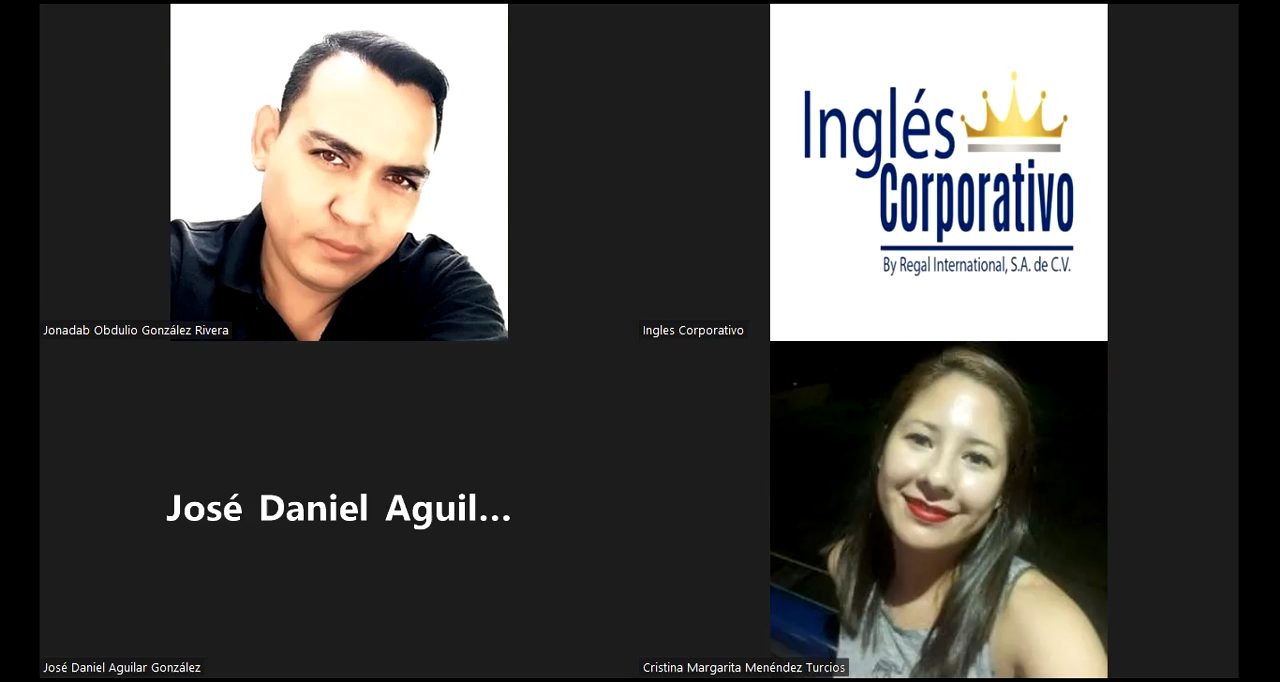 Inglés
Corporativo
By Regal International, S.A. de C.V.
Jonadab Obdulio González Rivera
Ingles Corporativo
José Daniel Aguil...
José Daniel Aguilar González
Cristina Margarita Menéndez Turcios